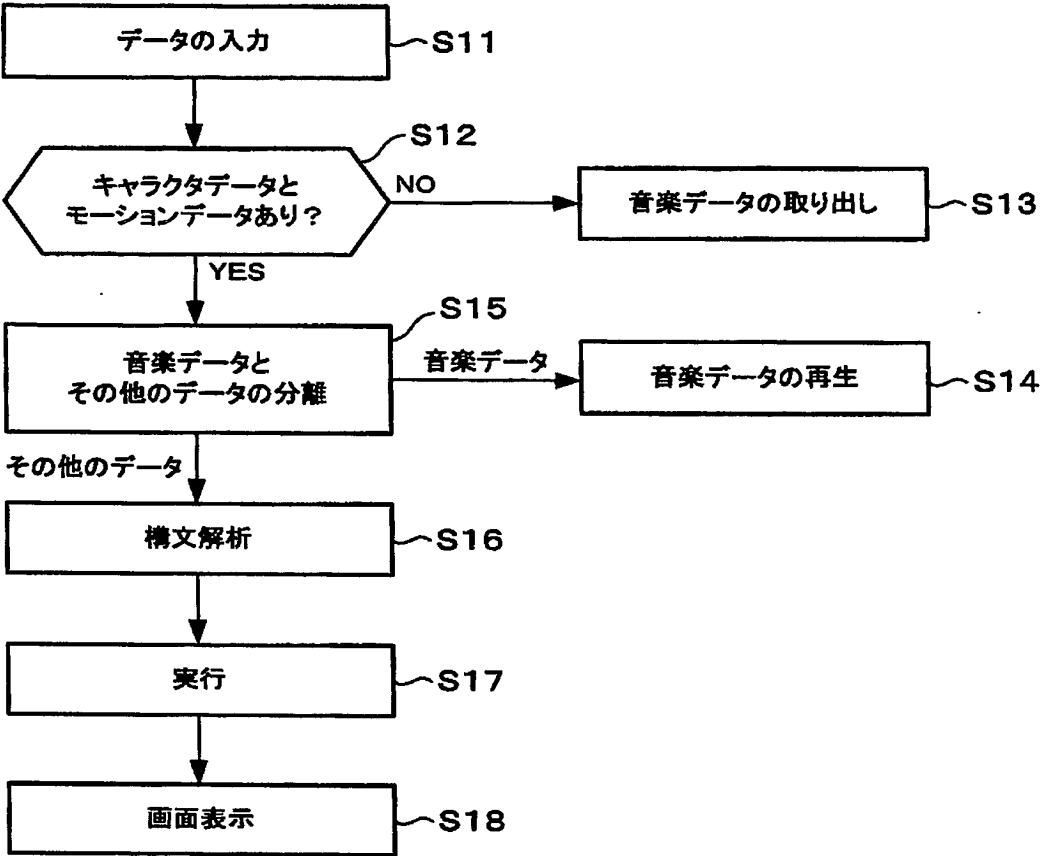 データの入力
S11
S12
キャラクタデータと
モーションデータあり?
NO
音楽データの取り出し
S13
YES
S15
音楽データと
その他のデータの分離
音楽データ
音楽データの再生
S14
その他のデータ
構文解析
S16
実行
S17
画面表示
S18